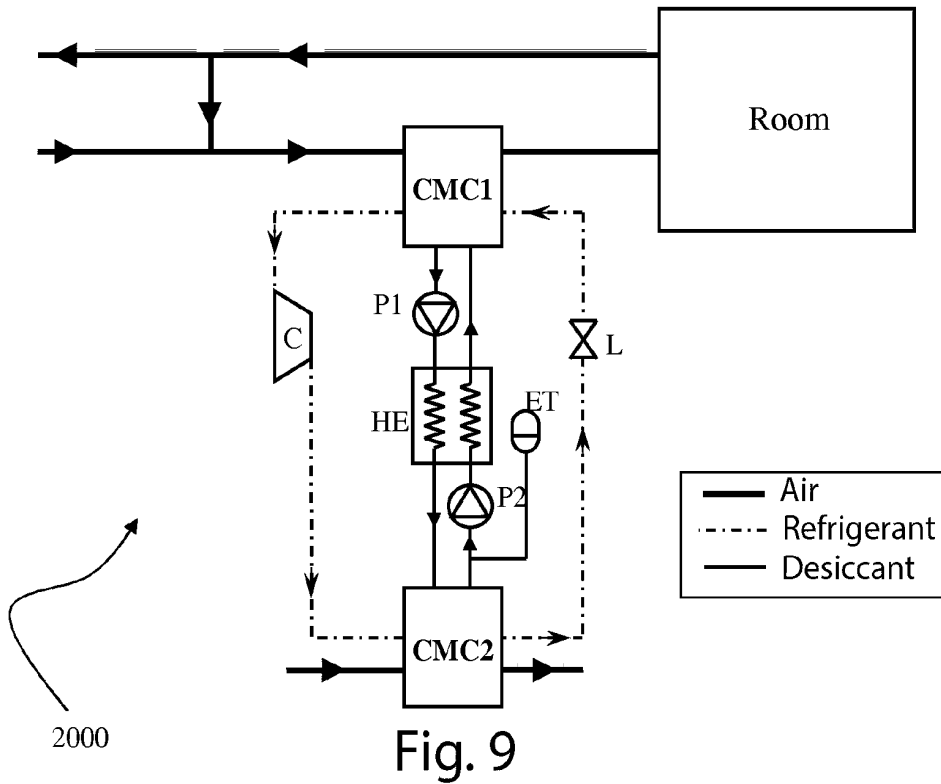 Room
CMC1
P1
C
L
HE
ET
P2
Air
Refrigerant
Desiccant
CMC2
2000
Fig. 9